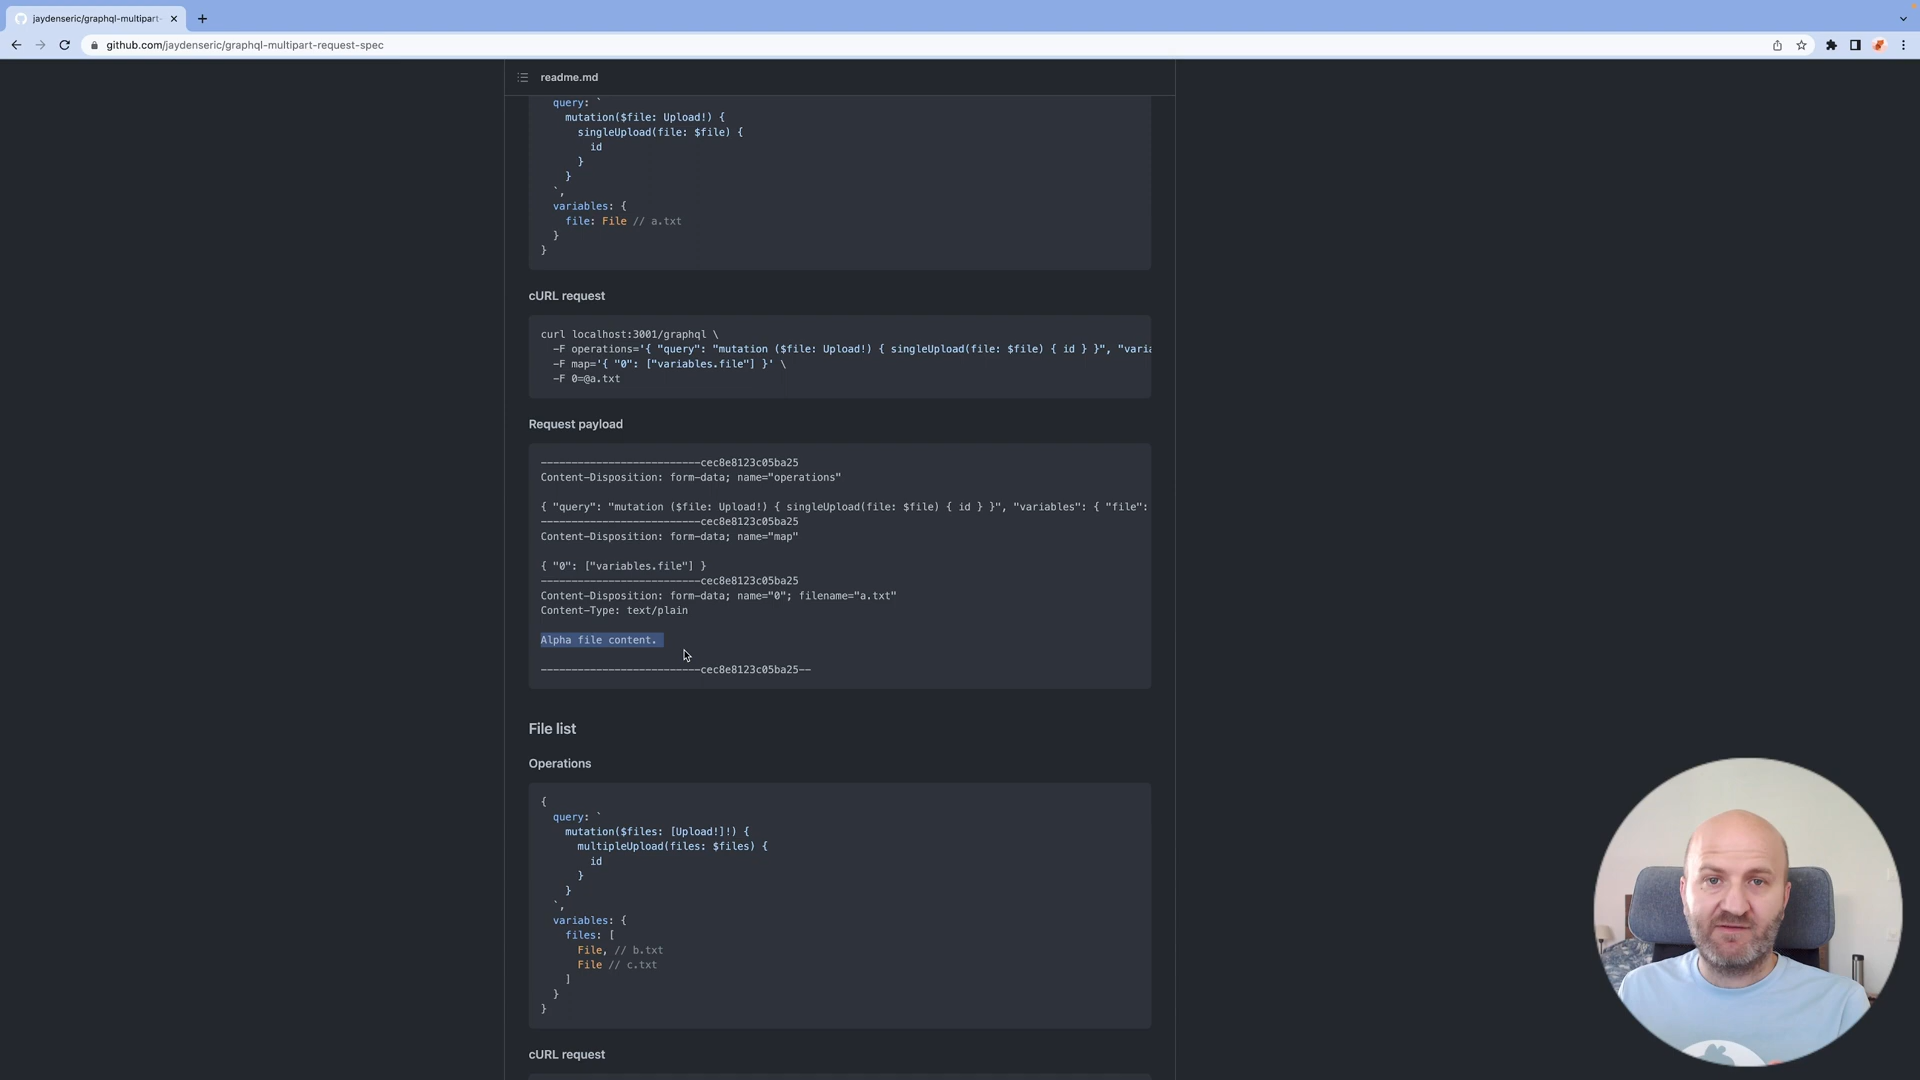 jaydenseric/graphql-multipart-
github.com/jaydenseric/graphql-multipart-request-spec
readme.md
query: `
mutation($file: Upload!) {
singleUpload(file: $file) {
id
}
}
`,
variables: {
file: File // a.txt
}
}
cURL request
curl localhost:3001/graphql \
-F operations='{ "query": "mutation ($file: Upload!) { singleUpload(file: $file) { id } }", "varia
-F map='{ "0": ["variables.file"] }' \
-F 0=@a.txt
Request payload
--------------------------cec8e8123c05ba25
Content-Disposition: form-data; name="operations"
{ "query": "mutation ($file: Upload!) { singleUpload(file: $file) { id } }", "variables": { "file":
--------------------------cec8e8123c05ba25
Content-Disposition: form-data; name="map"
{ "0": ["variables.file"] }
--------------------------cec8e8123c05ba25
Content-Disposition: form-data; name="0"; filename="a.txt"
Content-Type: text/plain
Alpha file content.
--------------------------cec8e8123c05ba25--
File list
Operations
{
query: `
mutation($files: [Upload!]!) {
multipleUpload(files: $files) {
id
}
}
`,
variables: {
files: [
File, // b.txt
File // c.txt
]
}
}
cURL request